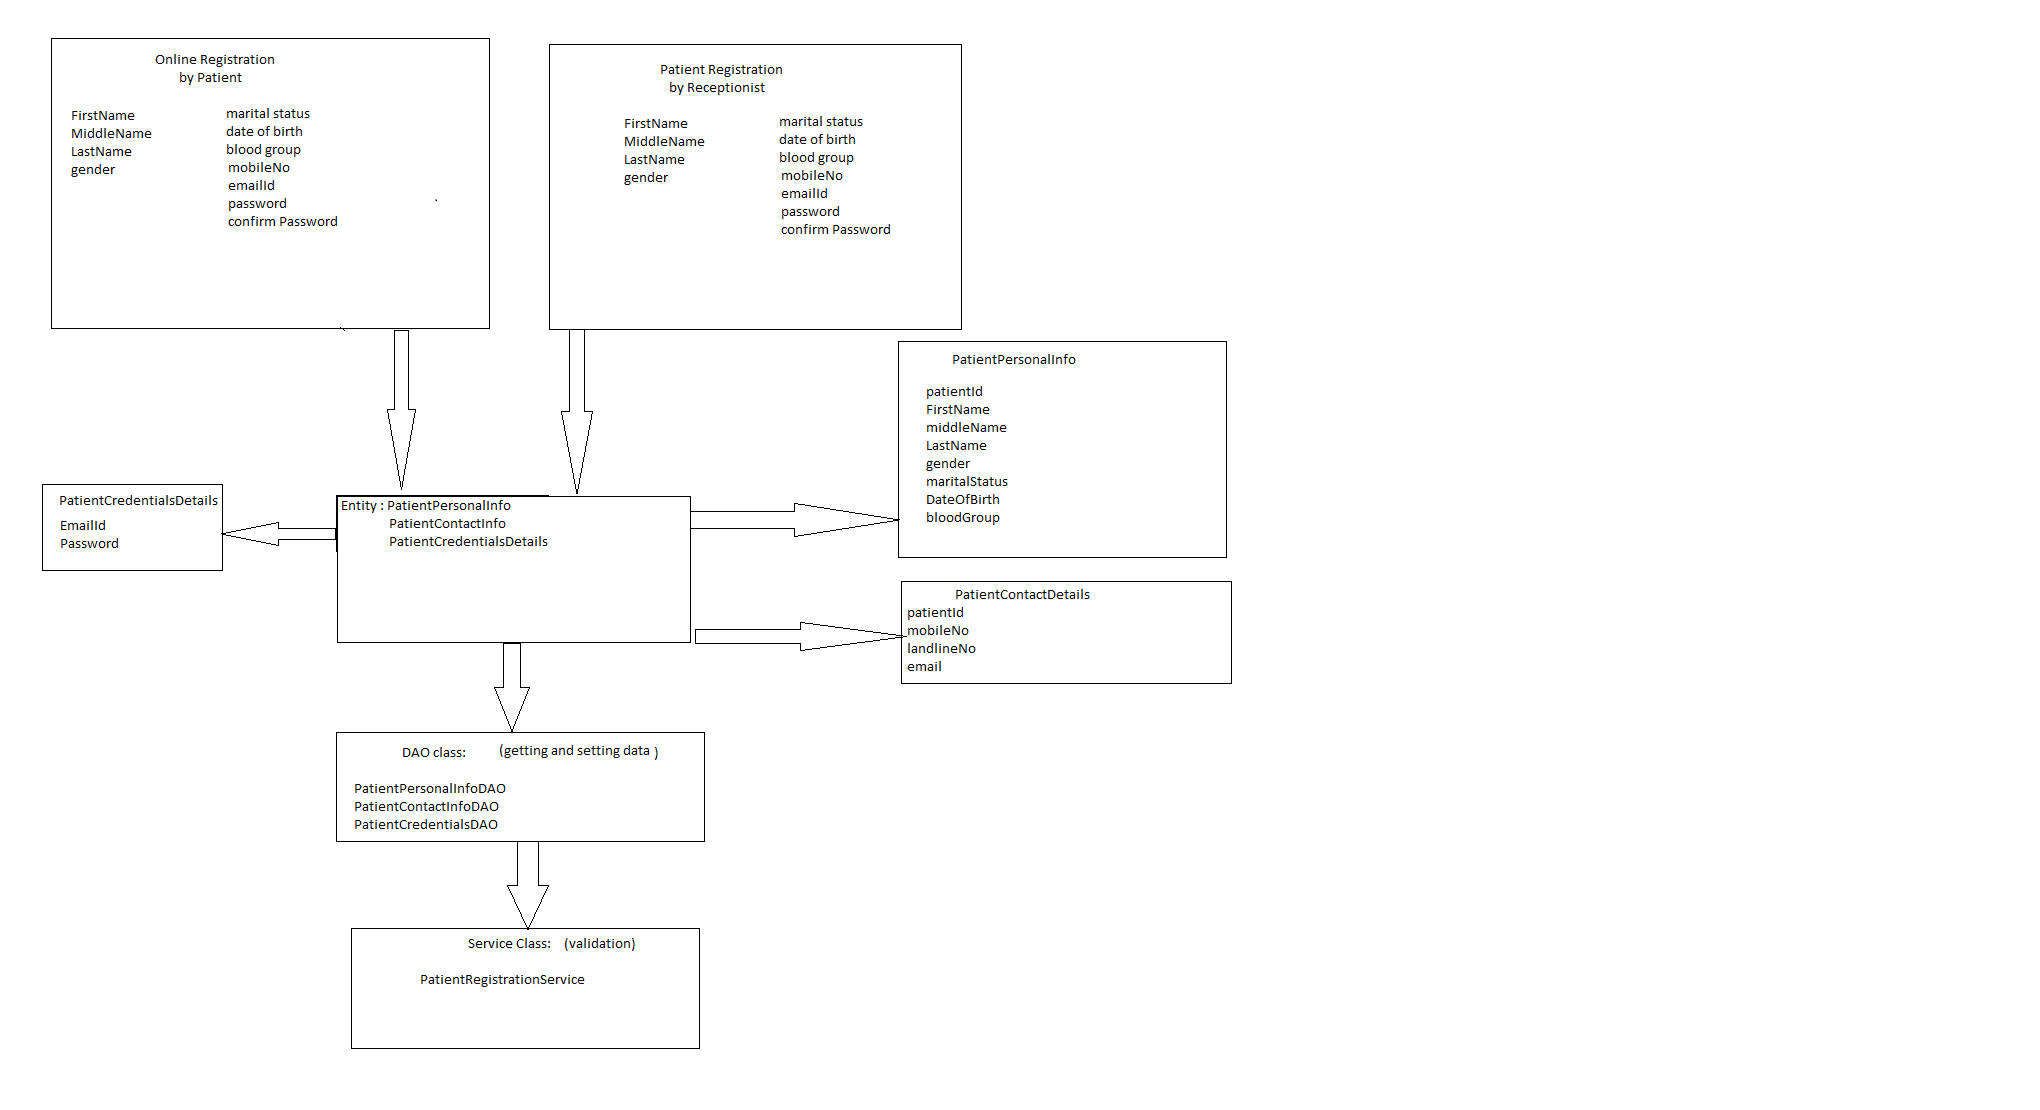 Online Registration
by Patient
FirstName
MiddleName
LastName
gender
marital status
date of birth
blood group
mobileNo
emailId
password
confirm Password
Patient Registration
by Receptionist
FirstName
MiddleName
LastName
gender
marital status
date of birth
blood group
mobileNo
emailId
password
confirm Password
PatientPersonalInfo
patientId
FirstName
middleName
LastName
gender
maritalStatus
DateOfBirth
bloodGroup
PatientCredentialsDetails
EmailId
Password
Entity : PatientPersonalInfo
PatientContactInfo
PatientCredentialsDetails
PatientContactDetails
patientId
mobileNo
landlineNo
email
DAO class: (getting and setting data )
PatientPersonalInfoDAO
PatientContactInfoDAO
PatientCredentialsDAO
Service Class: (validation)
PatientRegistrationService